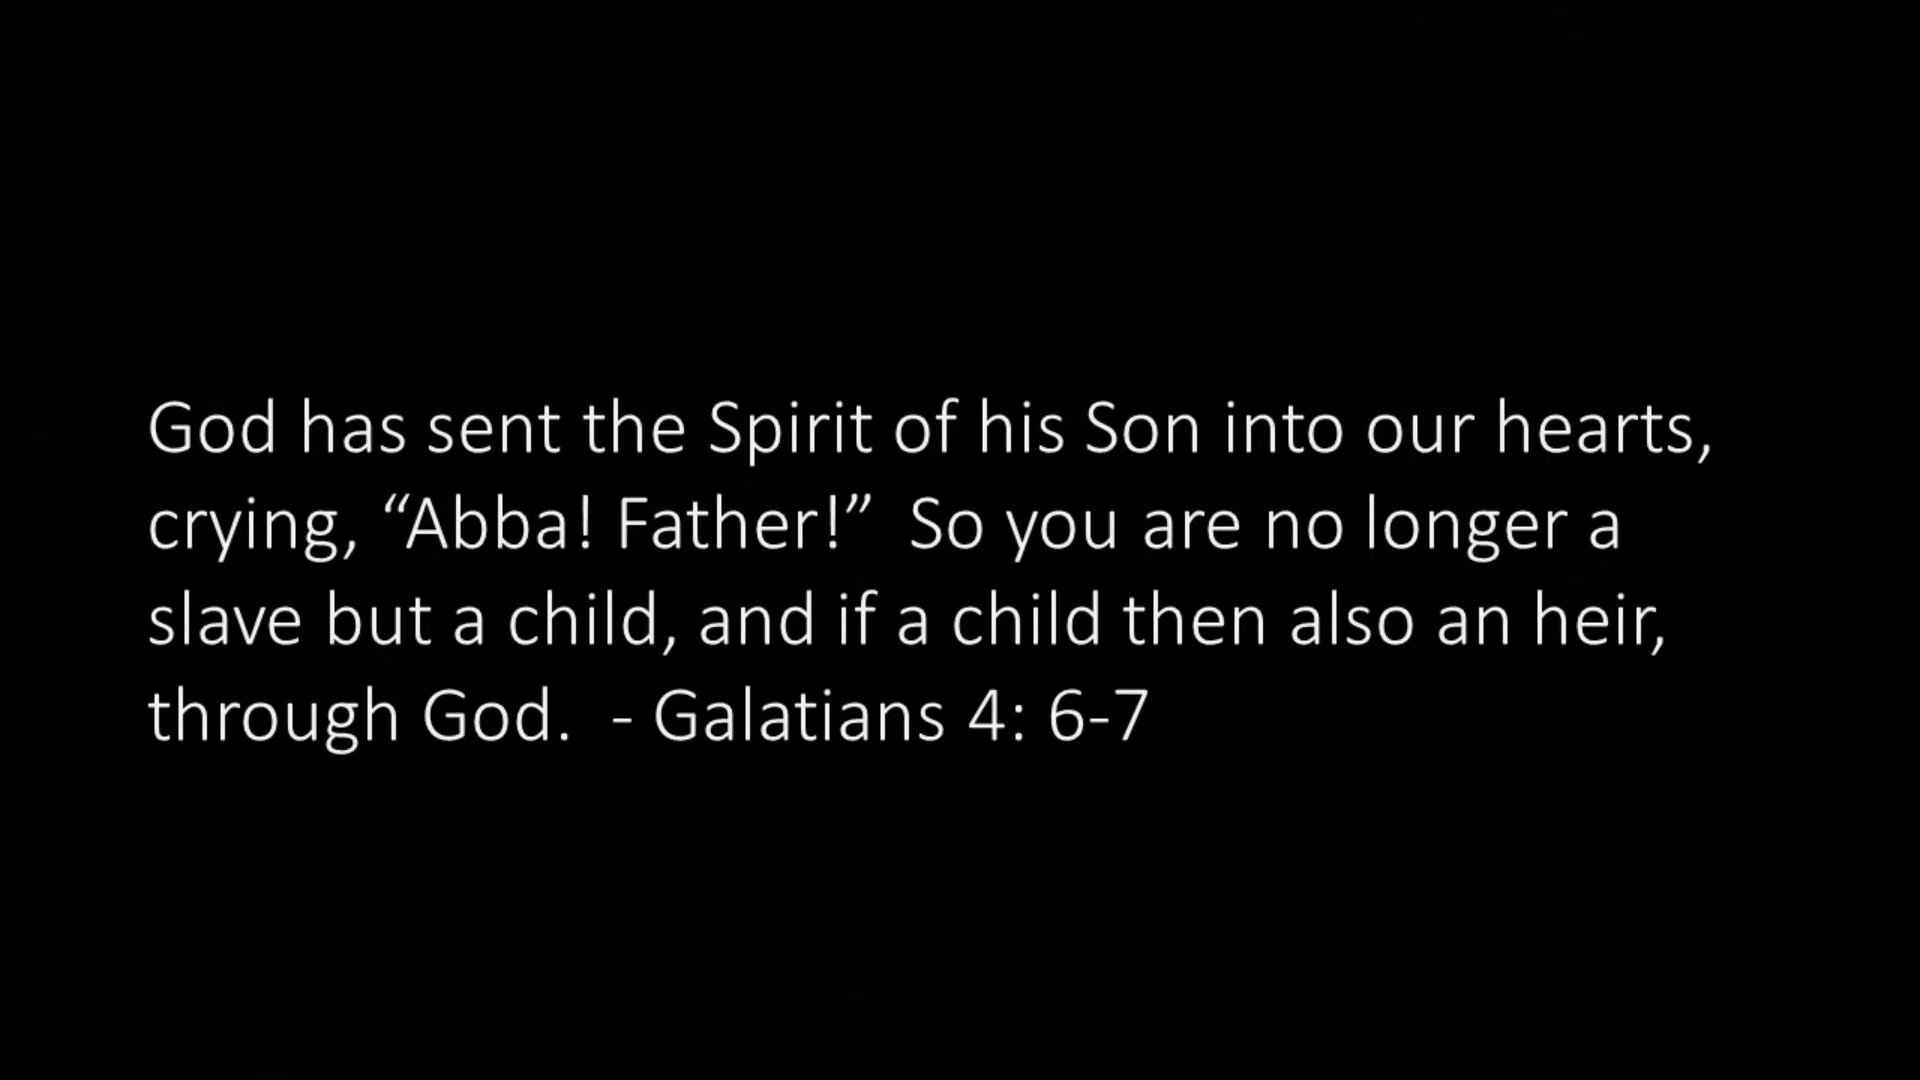 God has sent the Spirit of his Son into our hearts,
crying, “Abba! Father!”  So you are no longer a
slave but a child, and if a child then also an heir,
through God.  - Galatians 4: 6-7